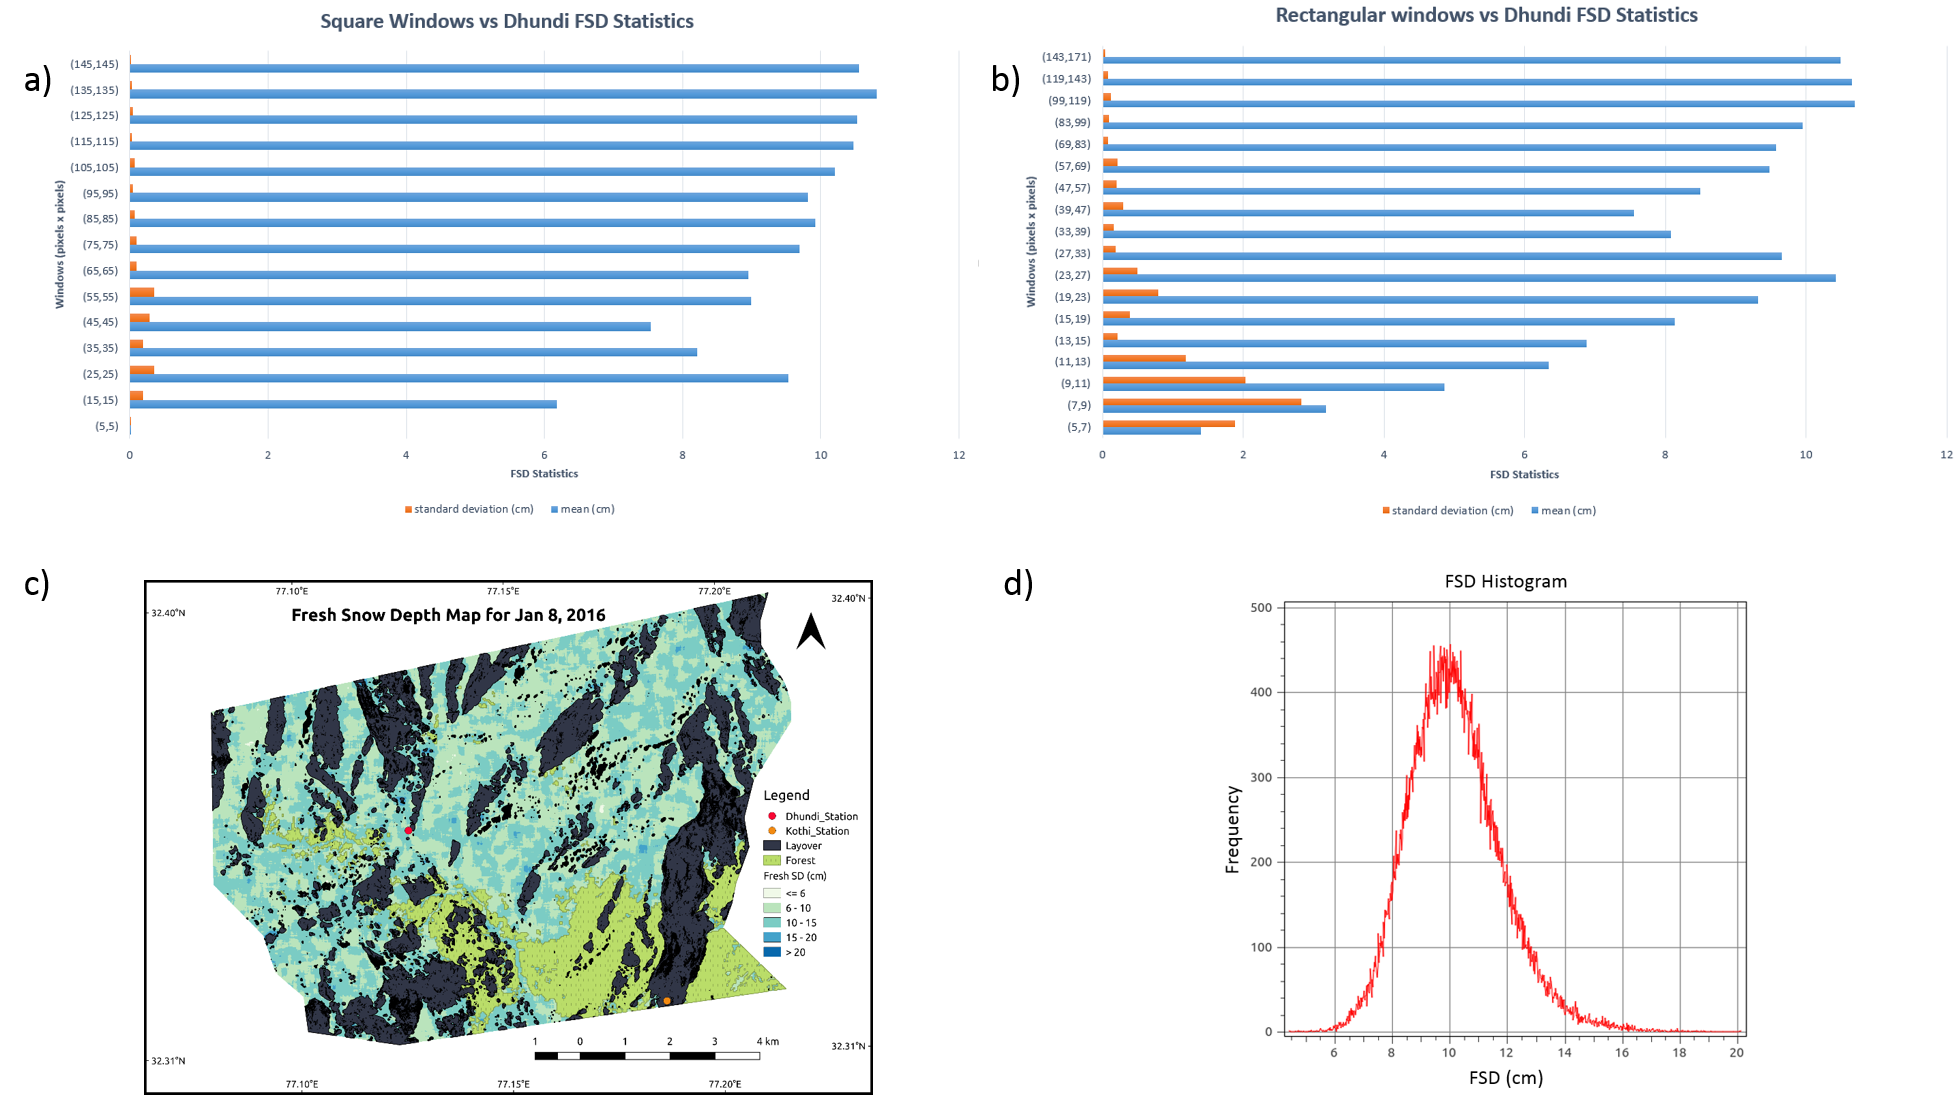 a)
Square Windows vs Dhundi FSD Statistics
Windows (pixels x pixels)
(145,145)
(135,135)
(125,125)
(115,115)
(105,105)
(95,95)
(85,85)
(75,75)
(65,65)
(55,55)
(45,45)
(35,35)
(25,25)
(15,15)
(5,5)
0 2 4 6 8 10 12
FSD Statistics
standard deviation (cm) mean (cm)
b)
Rectangular windows vs Dhundi FSD Statistics
Windows (pixels x pixels)
(143,171)
(119,143)
(99,119)
(83,99)
(69,83)
(57,69)
(47,57)
(39,47)
(33,39)
(27,33)
(23,27)
(19,23)
(15,19)
(13,15)
(11,13)
(9,11)
(7,9)
(5,7)
0 2 4 6 8 10 12
FSD Statistics
standard deviation (cm) mean (cm)
c)
77.10°E 77.15°E 77.20°E
32.40°N 32.40°N
Fresh Snow Depth Map for Jan 8, 2016
Legend
Dhundi_Station
Kothi_Station
Layover
Forest
Fresh SD (cm)
<= 6
6 - 10
10 - 15
15 - 20
> 20
1 0 1 2 3 4 km
32.31°N 32.31°N
77.10°E 77.15°E 77.20°E
d)
FSD Histogram
Frequency
500
400
300
200
100
0
6 8 10 12 14 16 18 20
FSD (cm)